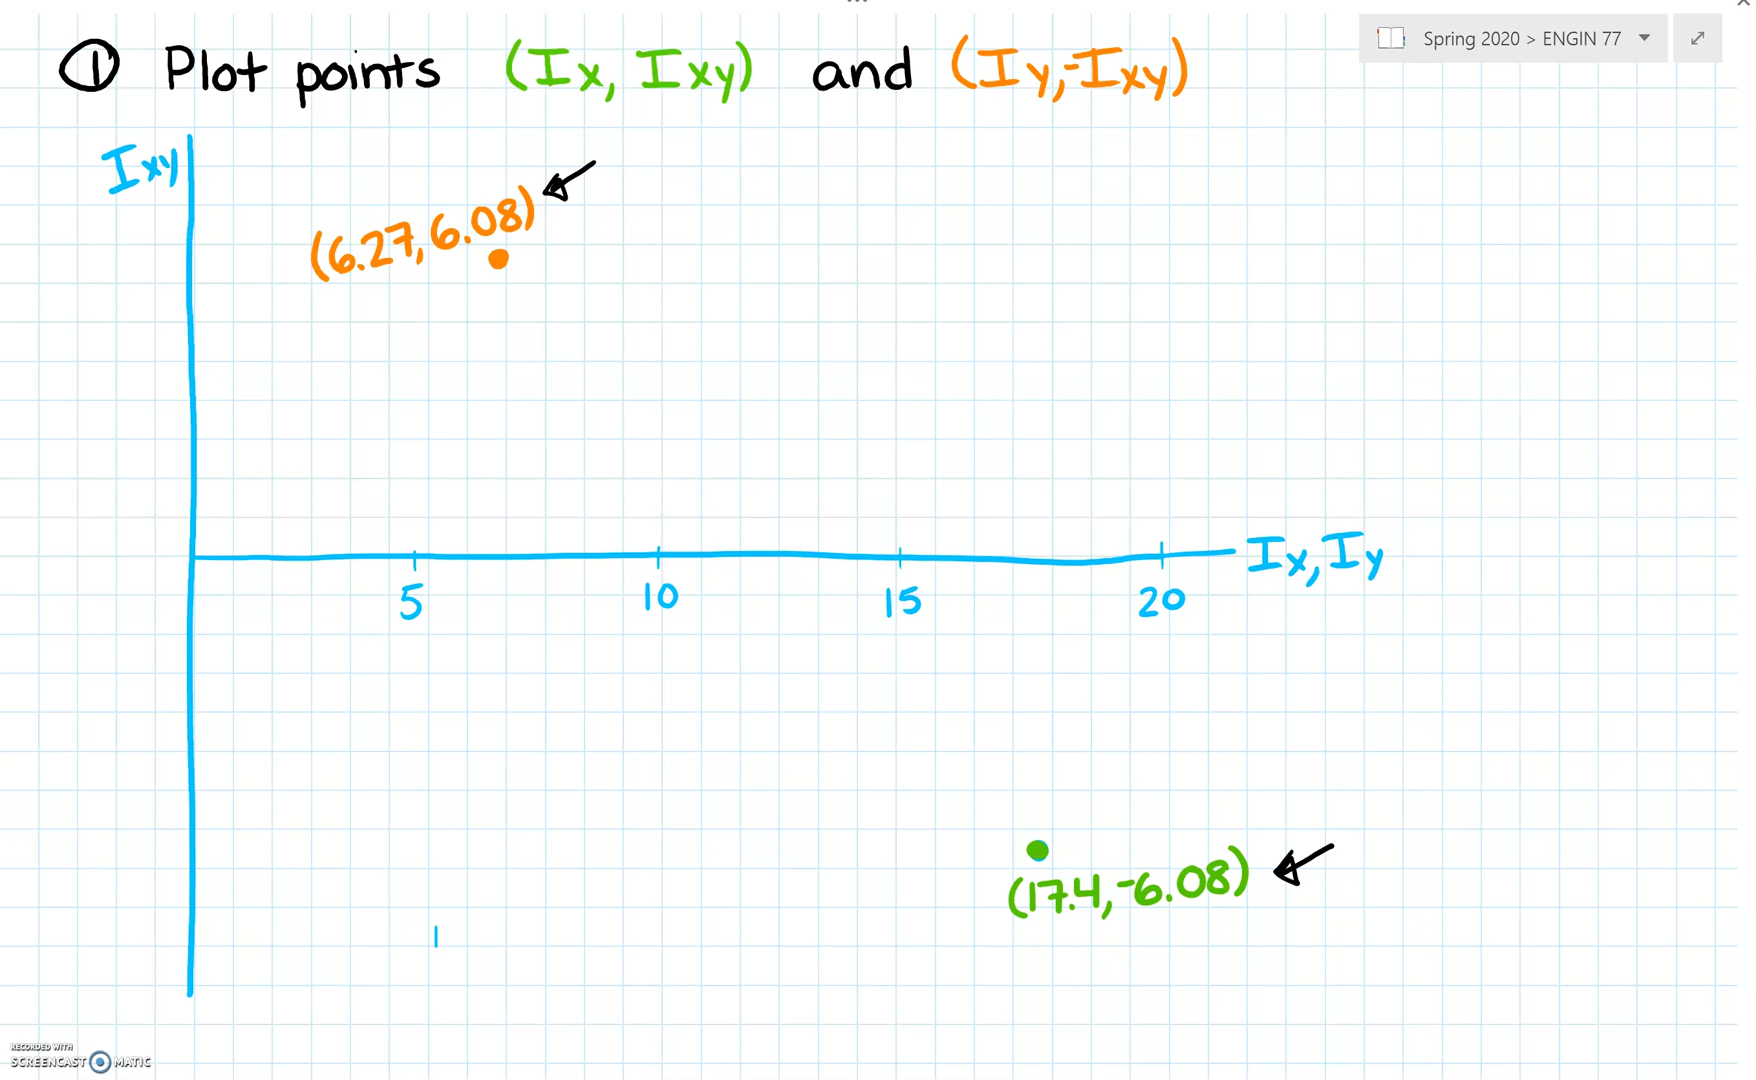 ① Plot points (Ix, Ixy) and (Iy,-Ixy)
Spring 2020 > ENGIN 77
Ixy
(6.27, 6.08)
Ix, Iy
5 10 15 20
(17.4, -6.08)
RECORDED WITH
SCREENCAST MATIC